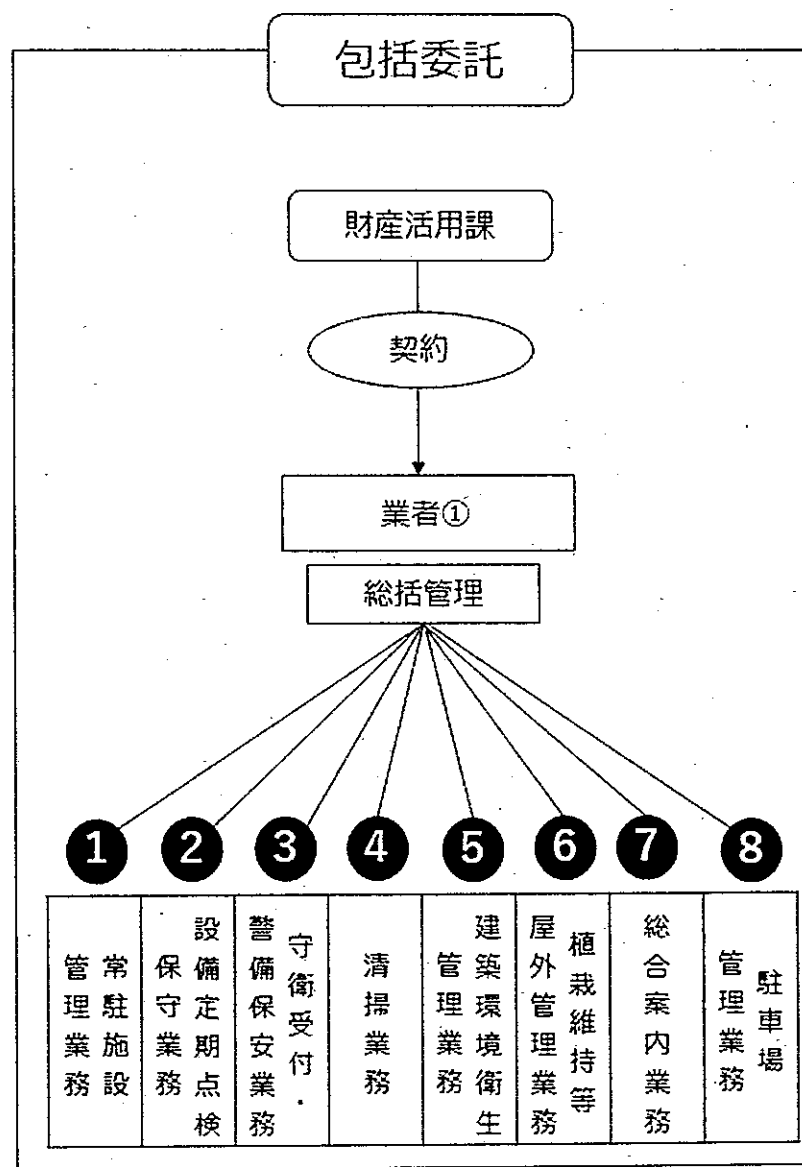 包括委託
財産活用課
契約
業者①
総括管理
1
2
3
4
5
6
7
8
常駐施設
管理業務
設備定期点検
保守業務
守衛受付・
警備保安業務
清掃業務
建築環境衛生
管理業務
植栽維持等
屋外管理業務
総合案内業務
駐車場
管理業務